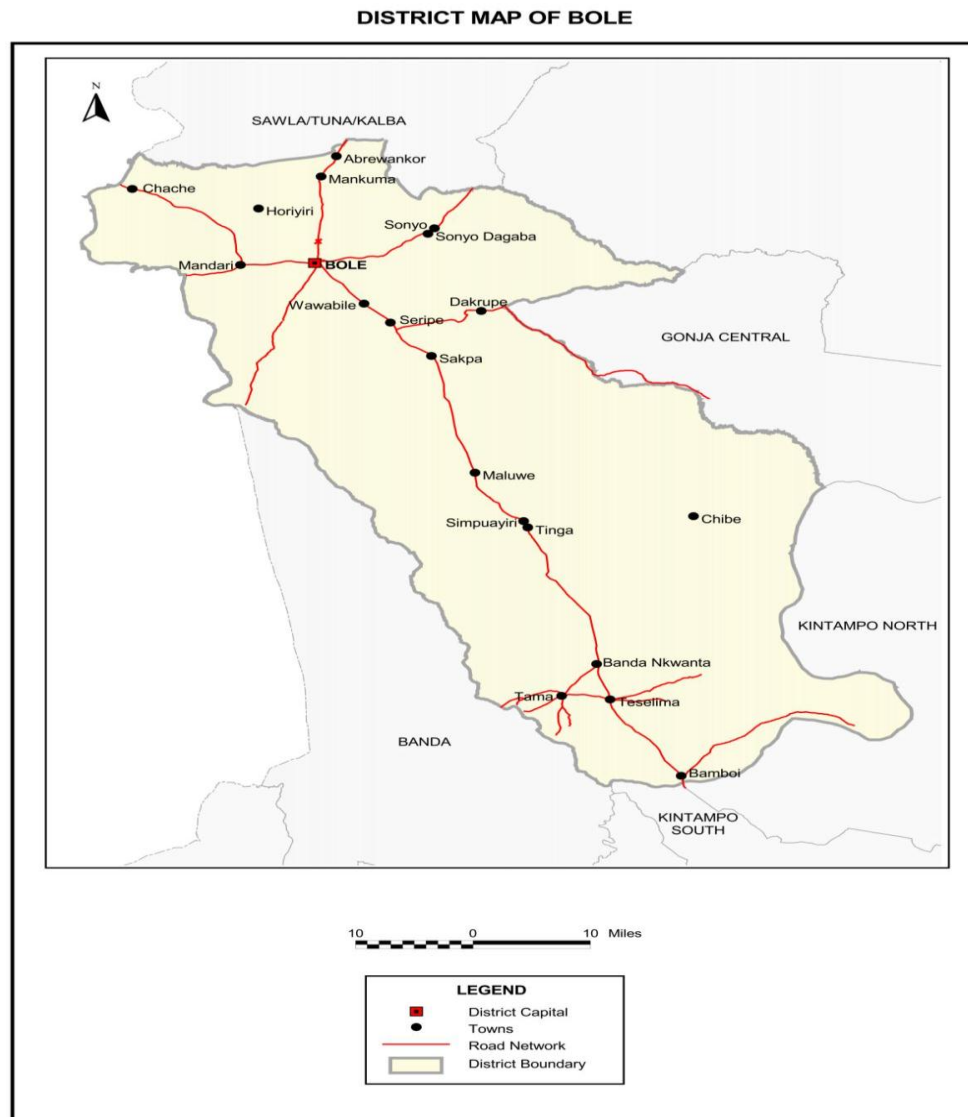 DISTRICT MAP OF BOLE
N
SAWLA/TUNA/KALBA
Abrewankor
Mankuma
Chache
Horiyiri
Sonyo
Sonyo Dagaba
Mandari
BOLE
Wawabile
Dakrupe
Seripe
GONJA CENTRAL
Sakpa
Maluwe
Simpuayiri
Tinga
Chibe
KINTAMPO NORTH
Banda Nkwanta
Tama
Teselima
BANDA
Bamboi
KINTAMPO
SOUTH
10 0 10 Miles
LEGEND
District Capital
Towns
Road Network
District Boundary